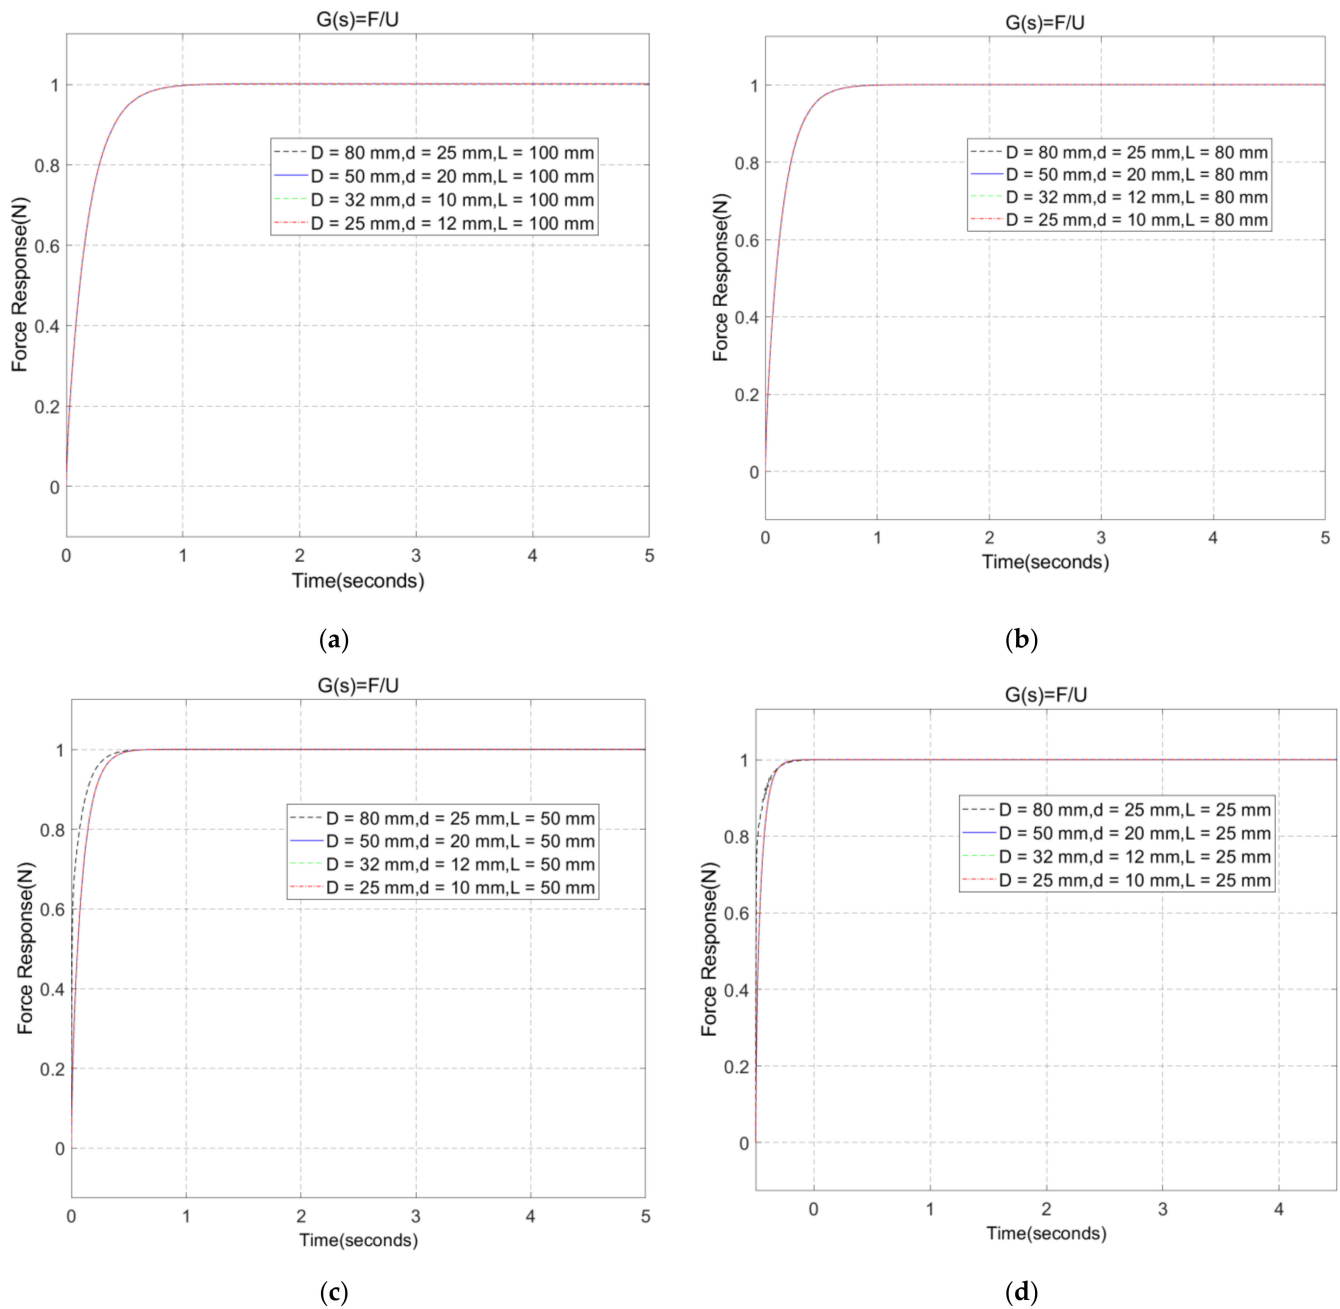 G(s)=F/U
1
0.8
0.6
0.4
0.2
0
Force Response(N)
D = 80 mm,d = 25 mm,L = 100 mm
D = 50 mm,d = 20 mm,L = 100 mm
D = 32 mm,d = 10 mm,L = 100 mm
D = 25 mm,d = 12 mm,L = 100 mm
0 1 2 3 4 5
Time(seconds)
(a)
G(s)=F/U
1
0.8
0.6
0.4
0.2
0
Force Response(N)
D = 80 mm,d = 25 mm,L = 80 mm
D = 50 mm,d = 20 mm,L = 80 mm
D = 32 mm,d = 12 mm,L = 80 mm
D = 25 mm,d = 10 mm,L = 80 mm
0 1 2 3 4 5
Time(seconds)
(b)
G(s)=F/U
1
0.8
0.6
0.4
0.2
0
Force Response(N)
D = 80 mm,d = 25 mm,L = 50 mm
D = 50 mm,d = 20 mm,L = 50 mm
D = 32 mm,d = 12 mm,L = 50 mm
D = 25 mm,d = 10 mm,L = 50 mm
0 1 2 3 4 5
Time(seconds)
(c)
G(s)=F/U
1
0.8
0.6
0.4
0.2
0
Force Response(N)
D = 80 mm,d = 25 mm,L = 25 mm
D = 50 mm,d = 20 mm,L = 25 mm
D = 32 mm,d = 12 mm,L = 25 mm
D = 25 mm,d = 10 mm,L = 25 mm
0 1 2 3 4
Time(seconds)
(d)